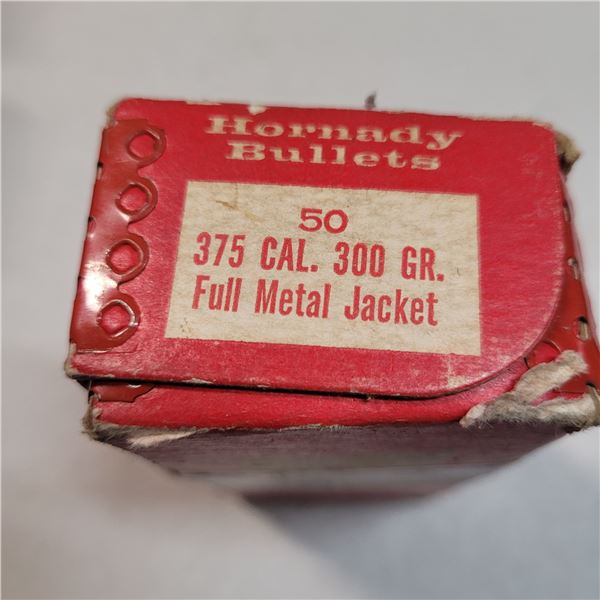 Hornady
Bullets
50
375 CAL. 300 GR.
Full Metal Jacket